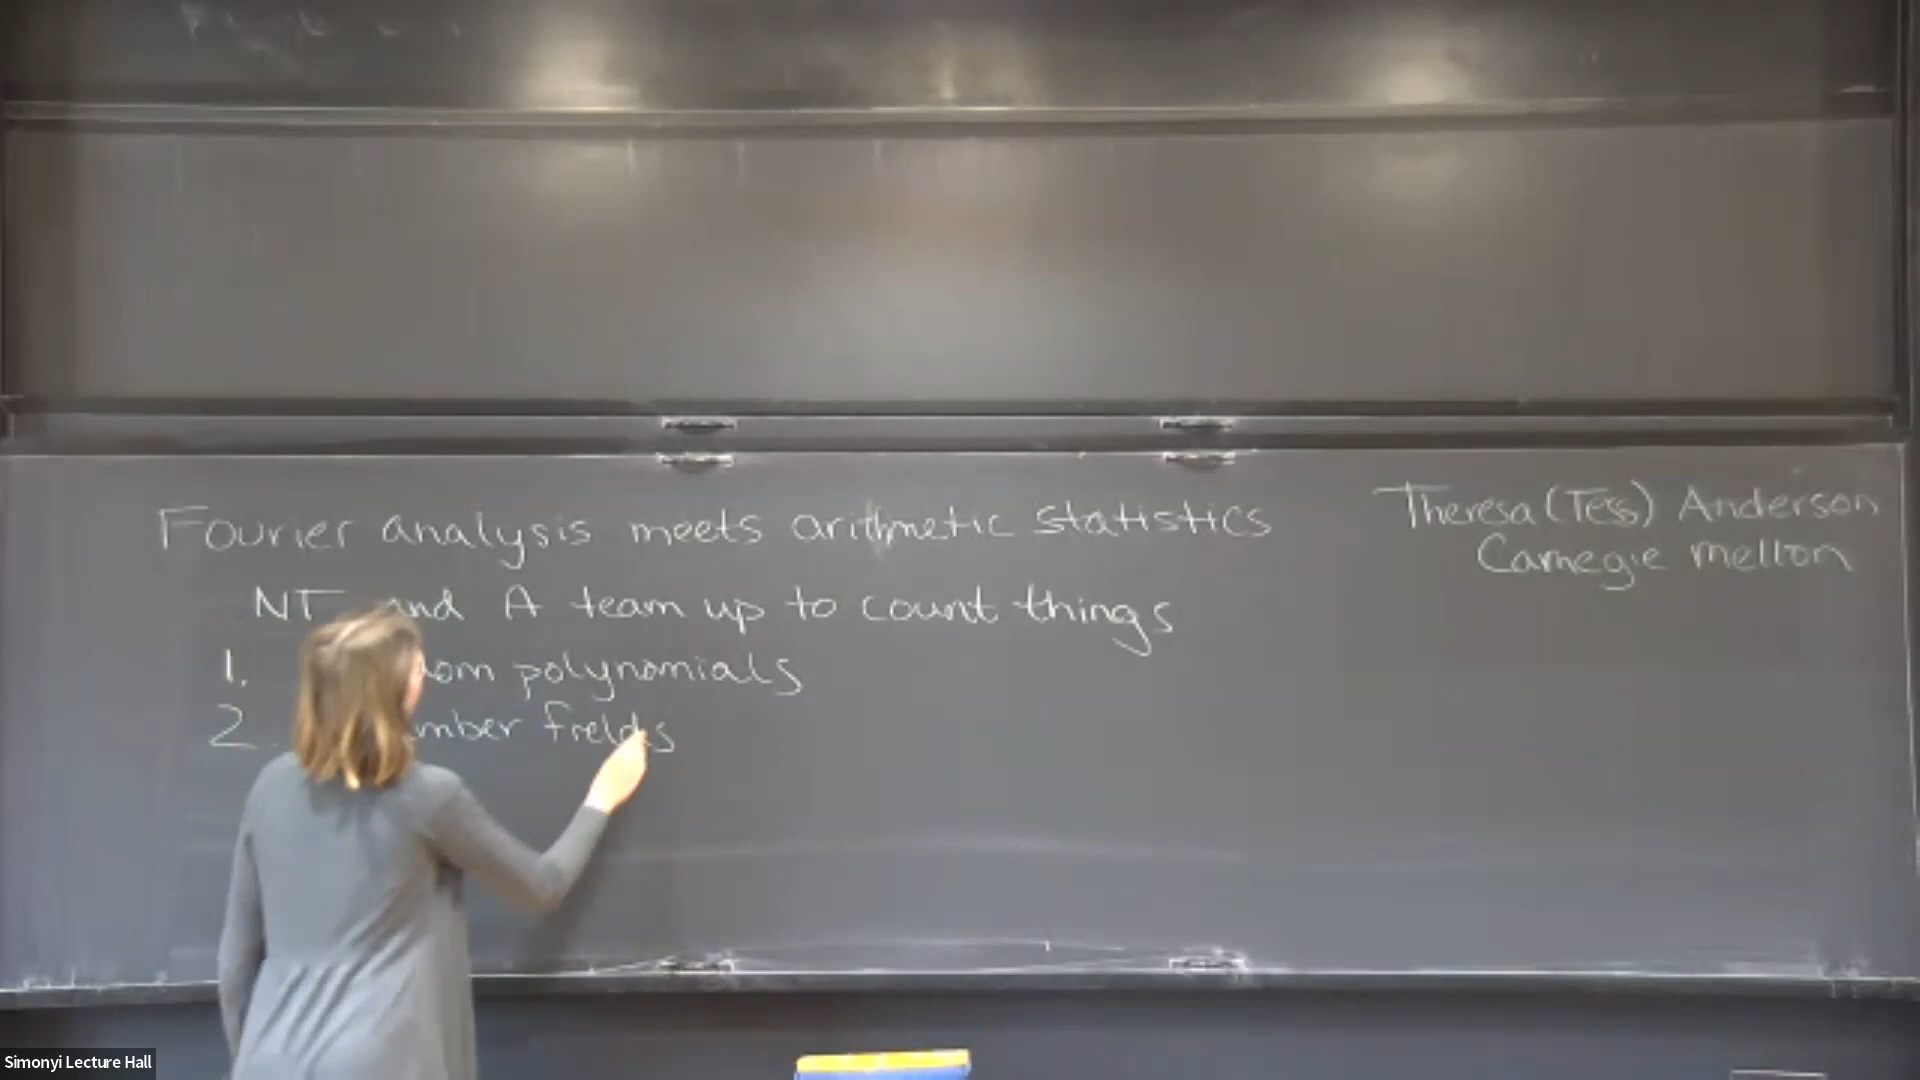 Fourier analysis meets arithmetic statistics
Theresa (Tess) Anderson
Carnegie mellon
NT and A team up to count things
1. polynomials
2. fields
Simonyi Lecture Hall